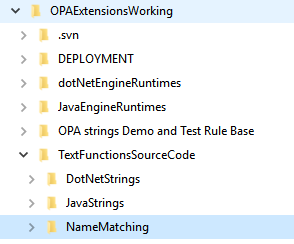 OPAExtensionsWorking
.svn
DEPLOYMENT
dotNetEngineRuntimes
JavaEngineRuntimes
OPA strings Demo and Test Rule Base
TextFunctionsSourceCode
DotNetStrings
JavaStrings
NameMatching